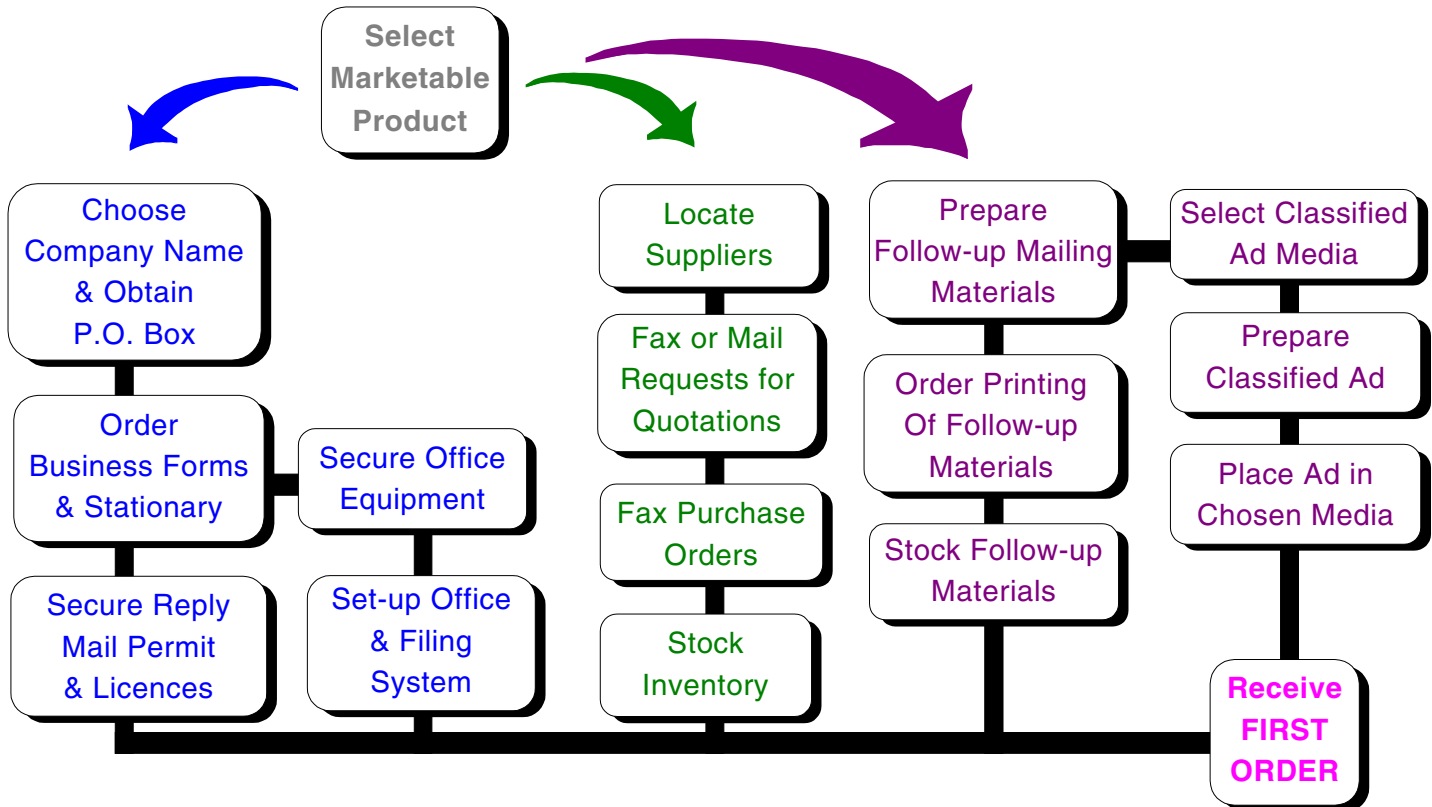 Select
Marketable
Product
Choose
Company Name
& Obtain
P.O. Box
Order
Business Forms
& Stationary
Secure Reply
Mail Permit
& Licences
Secure Office
Equipment
Set-up Office
& Filing
System
Locate
Suppliers
Fax or Mail
Requests for
Quotations
Fax Purchase
Orders
Stock
Inventory
Prepare
Follow-up Mailing
Materials
Order Printing
Of Follow-up
Materials
Stock Follow-up
Materials
Select Classified
Ad Media
Prepare
Classified Ad
Place Ad in
Chosen Media
Receive
FIRST
ORDER